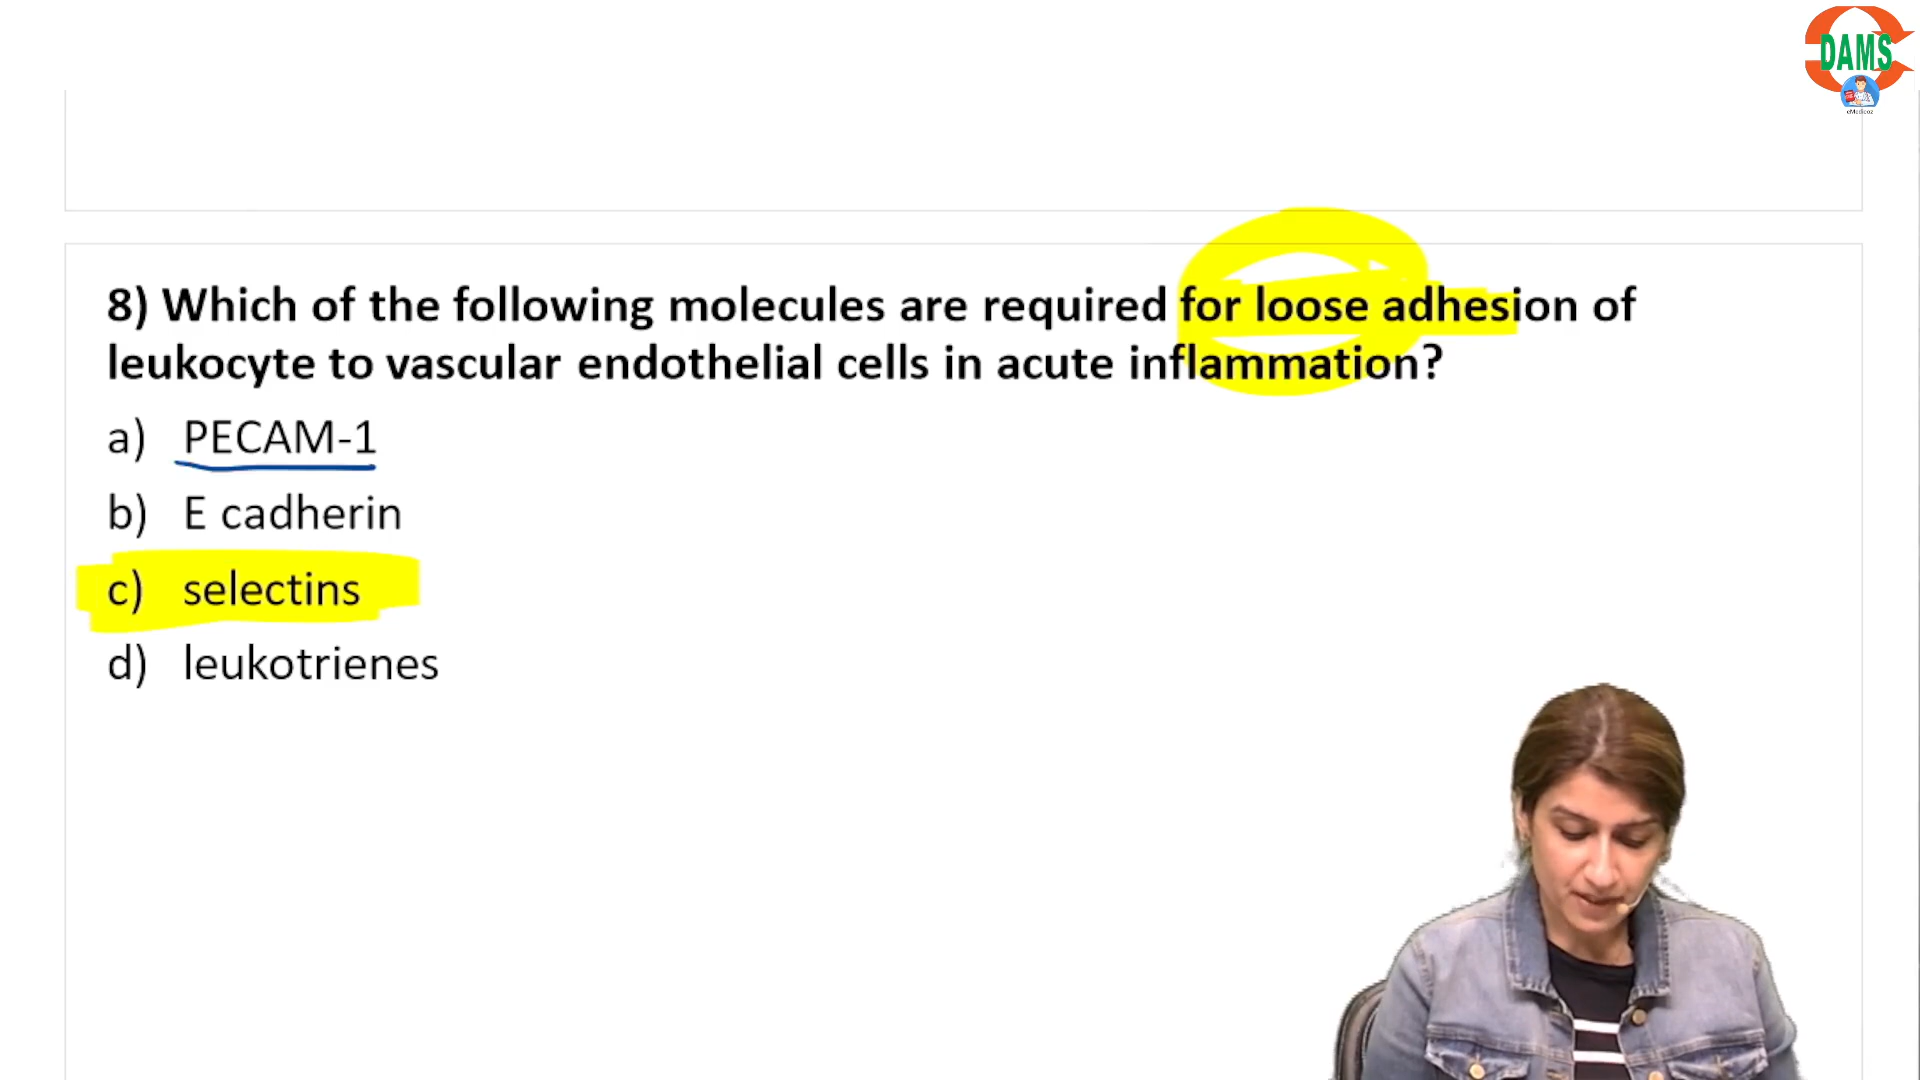 DAMS
eMedicoz
8) Which of the following molecules are required for loose adhesion of
leukocyte to vascular endothelial cells in acute inflammation?
a) PECAM-1
b) E cadherin
c) selectins
d) leukotrienes